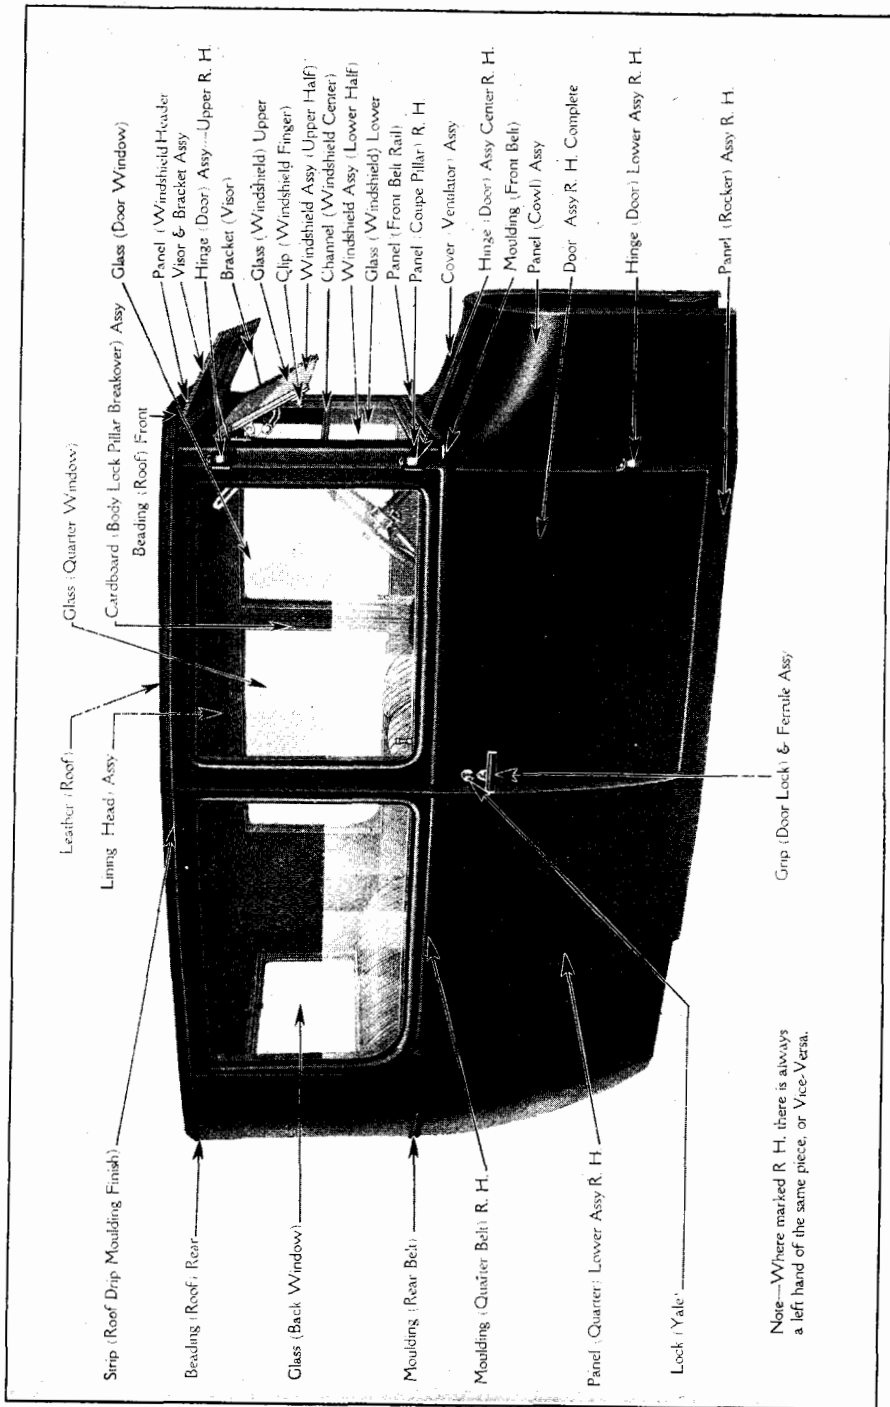 Strip (Roof Drip Moulding Finish)
Beading (Roof) Rear
Glass (Back Window)
Moulding (Rear Belt)
Moulding (Quarter Belt) R. H.
Panel (Quarter) Lower Assy R. H.
Lock (Yale)
Note—Where marked R. H. there is always
a left hand of the same piece, or Vice-Versa.
Leather (Roof)
Lining (Head) Assy
Glass (Quarter Window)
Cardboard (Body Lock Pillar Breakover) Assy
Beading (Roof) Front
Grip (Door Lock) & Ferrule Assy
Glass (Door Window)
Panel (Windshield Header)
Visor & Bracket Assy
Hinge (Door) Assy—Upper R. H.
Bracket (Visor)
Glass (Windshield) Upper
Clip (Windshield Finger)
Windshield Assy (Upper Half)
Channel (Windshield Center)
Windshield Assy (Lower Half)
Glass (Windshield) Lower
Panel (Front Belt Rail)
Panel (Coupe Pillar) R. H.
Cover (Ventilator) Assy
Hinge (Door) Assy Center R. H.
Moulding (Front Belt)
Panel (Cowl) Assy
Door Assy R. H. Complete
Hinge (Door) Lower Assy R. H.
Panel (Rocker) Assy R. H.